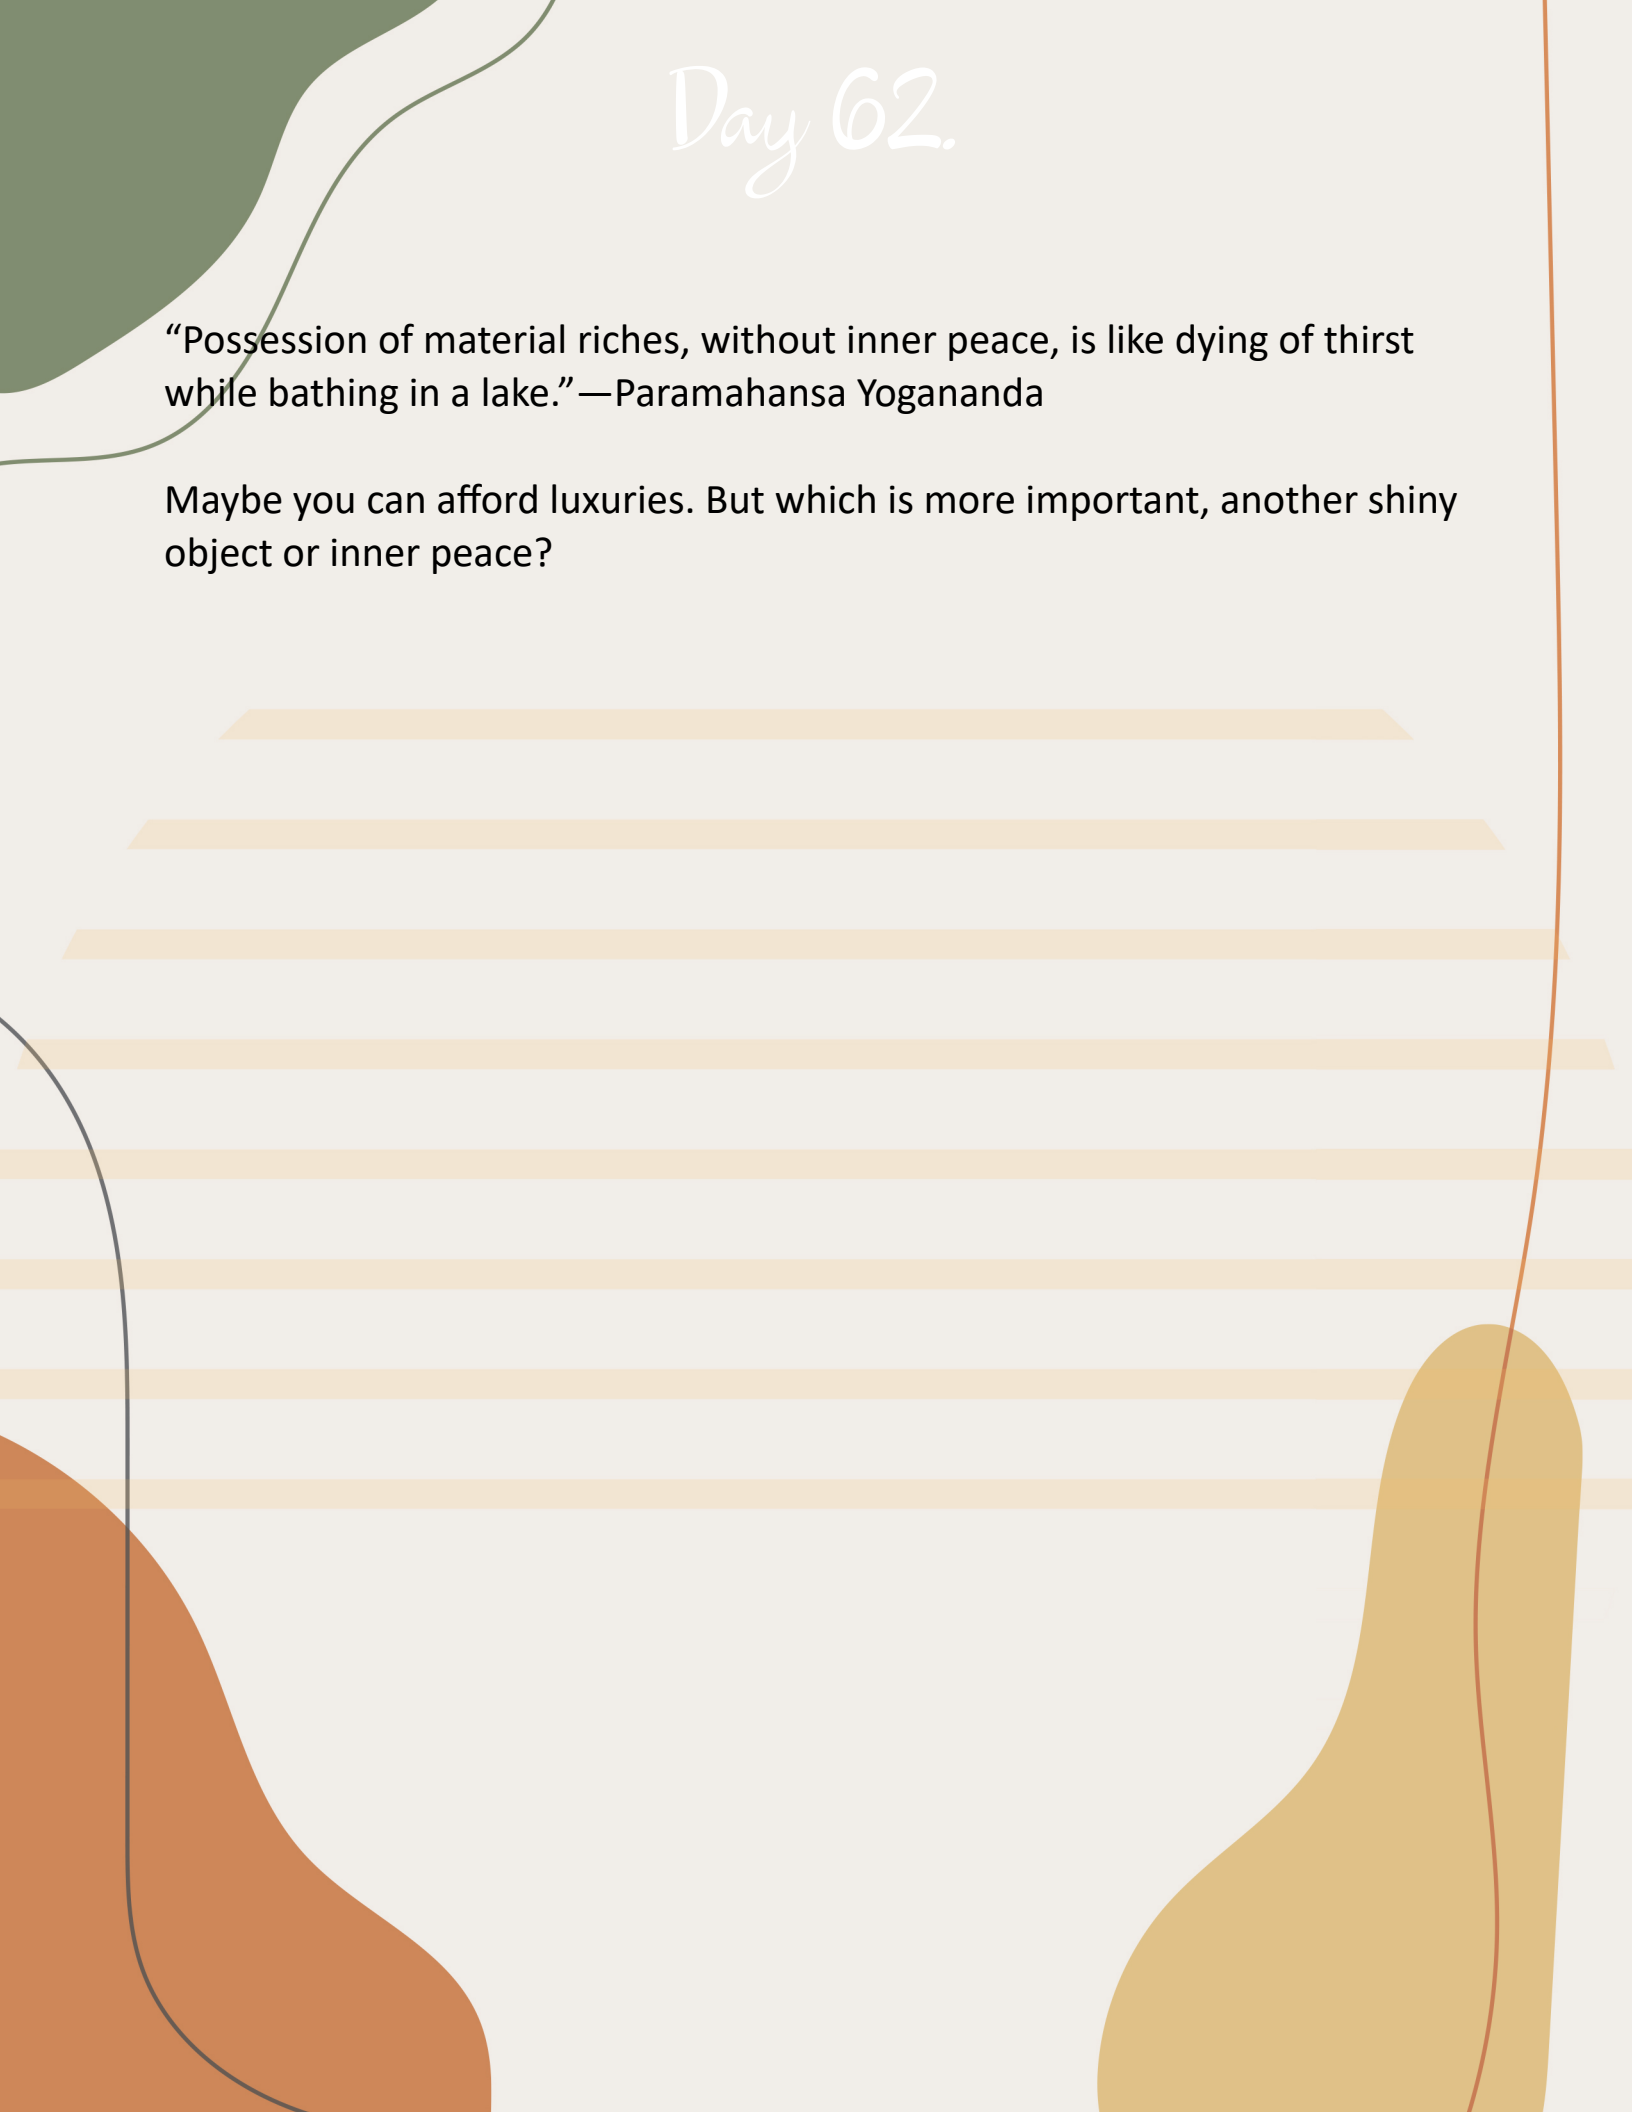 Day 62.
“Possession of material riches, without inner peace, is like dying of thirst
while bathing in a lake.”—Paramahansa Yogananda
Maybe you can afford luxuries. But which is more important, another shiny
object or inner peace?